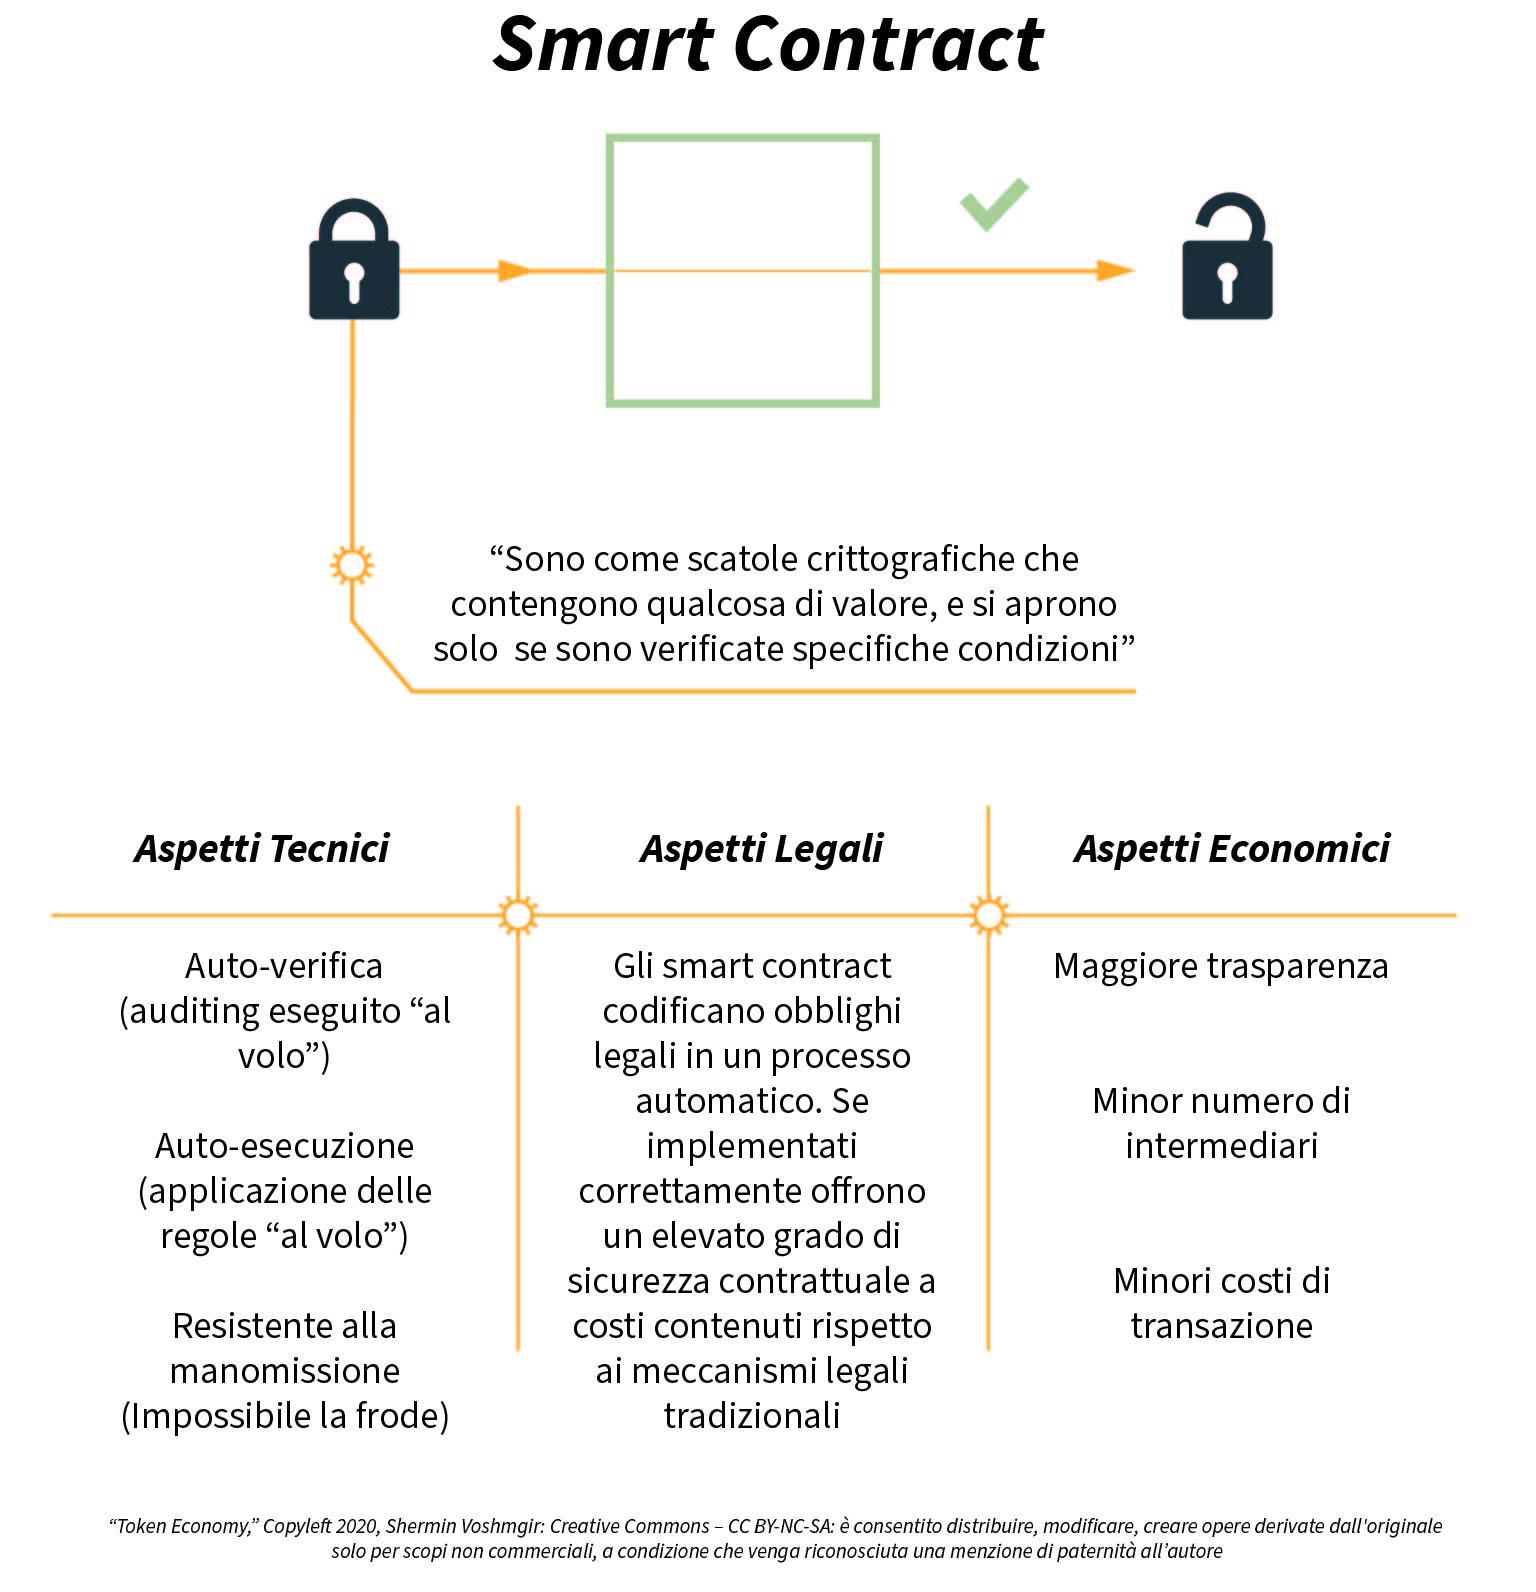 Smart Contract
“Sono come scatole crittografiche che
contengono qualcosa di valore, e si aprono
solo  se sono verificate specifiche condizioni”
Aspetti Tecnici
Auto-verifica
(auditing eseguito “al
volo”)
Auto-esecuzione
(applicazione delle
regole “al volo”)
Resistente alla
manomissione
(Impossibile la frode)
Aspetti Legali
Gli smart contract
codificano obblighi
legali in un processo
automatico. Se
implementati
correttamente offrono
un elevato grado di
sicurezza contrattuale a
costi contenuti rispetto
ai meccanismi legali
tradizionali
Aspetti Economici
Maggiore trasparenza
Minor numero di
intermediari
Minori costi di
transazione
“Token Economy,” Copyleft 2020, Shermin Voshmgir: Creative Commons – CC BY-NC-SA: è consentito distribuire, modificare, creare opere derivate dall'originale
solo per scopi non commerciali, a condizione che venga riconosciuta una menzione di paternità all’autore